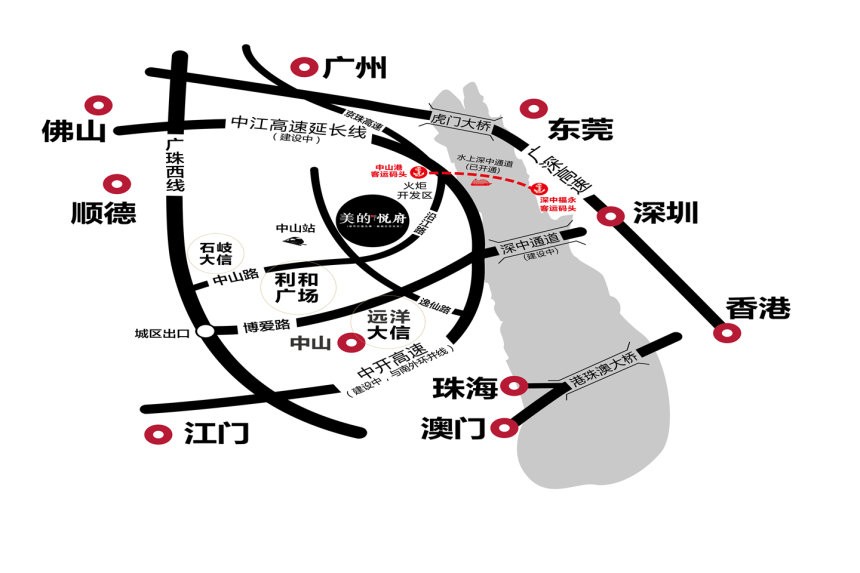 广州
佛山
东莞
虎门大桥
京珠高速
中江高速延长线
(建设中)
广珠西线
广深高速
水上深中通道
(已开通)
中山港
客运码头
火炬
开发区
深中福永
客运码头
顺德
深圳
美的 悦府
沿江路
中山站
石岐
大信
深中通道
(建设中)
中山路
利和
广场
逸仙路
香港
远洋
大信
博爱路
城区出口
中山
中开高速
(建设中，与南外环并线)
港珠澳大桥
珠海
澳门
江门